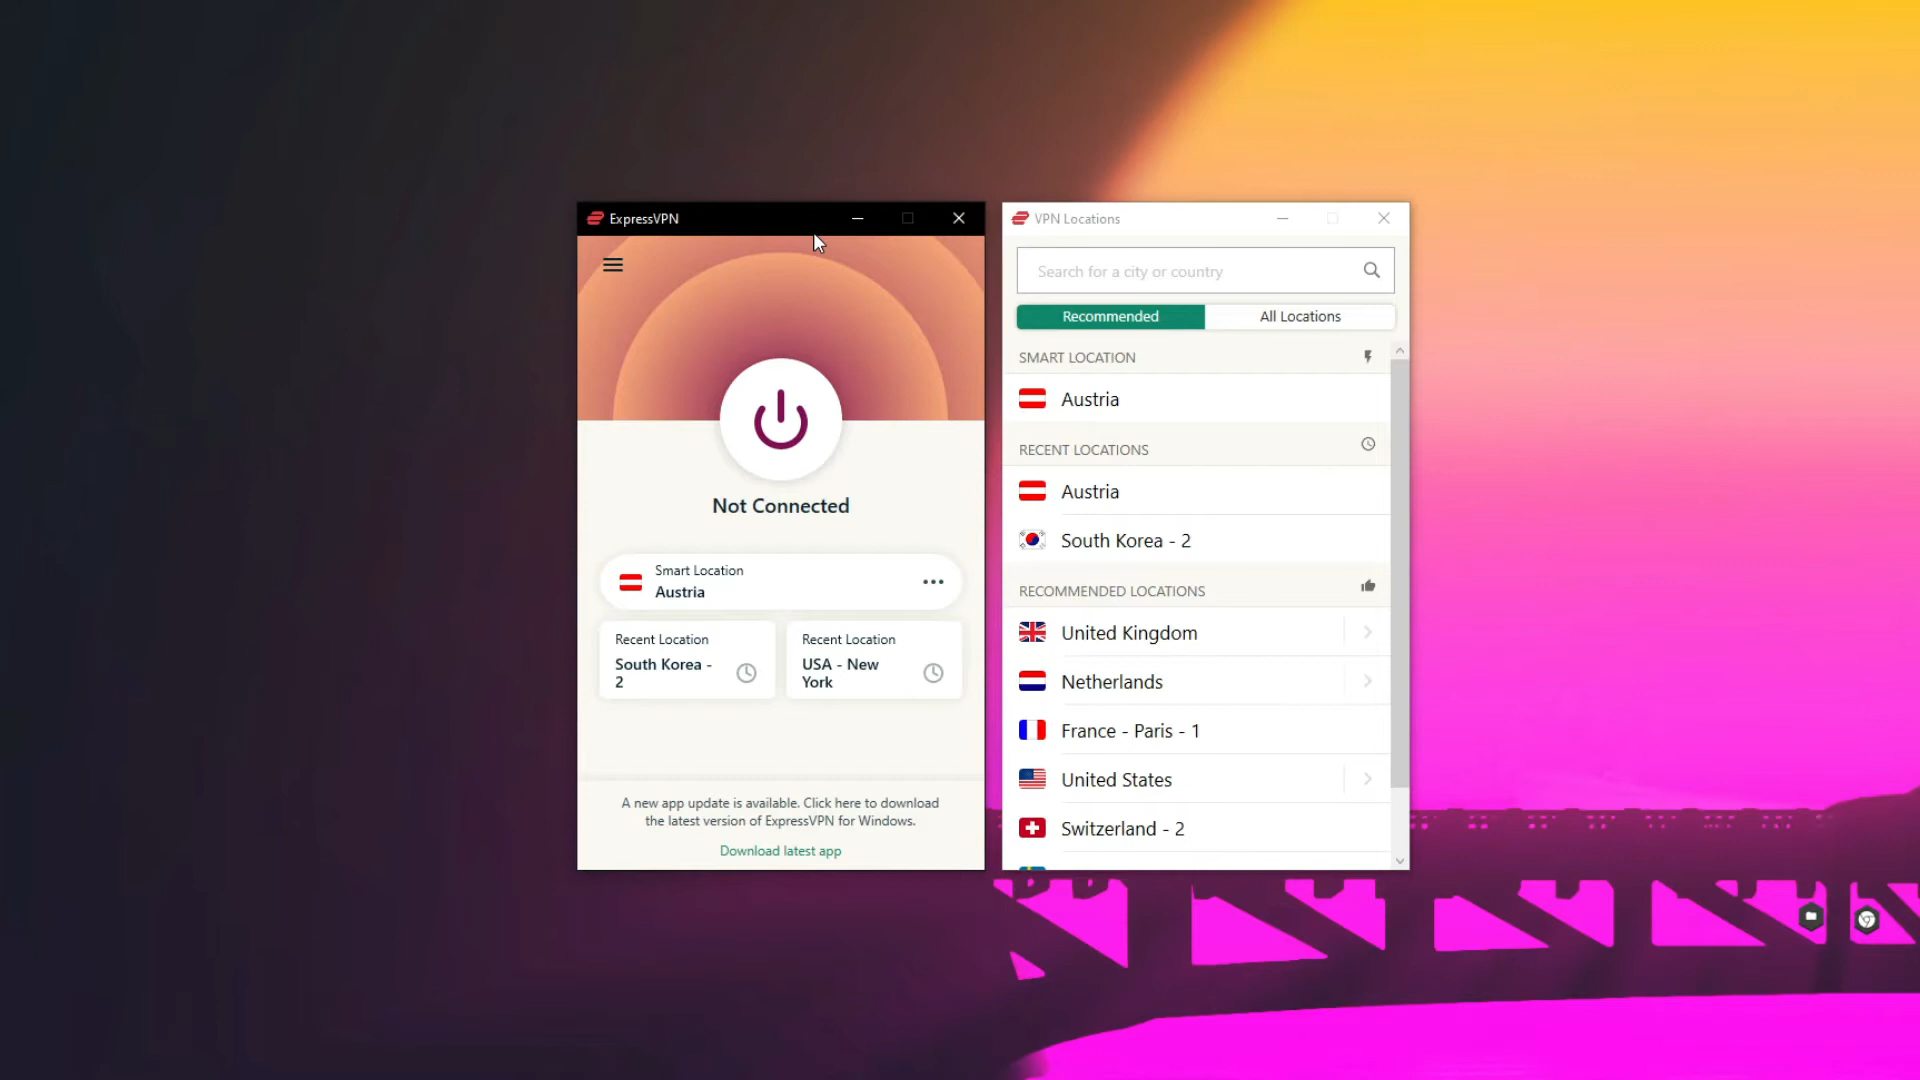 ExpressVPN
Not Connected
Smart Location
Austria
Recent Location
South Korea -
2
Recent Location
USA - New
York
A new app update is available. Click here to download
the latest version of ExpressVPN for Windows.
Download latest app
VPN Locations
Search for a city or country
Recommended
All Locations
SMART LOCATION
Austria
RECENT LOCATIONS
Austria
South Korea - 2
RECOMMENDED LOCATIONS
United Kingdom
Netherlands
France - Paris - 1
United States
Switzerland - 2